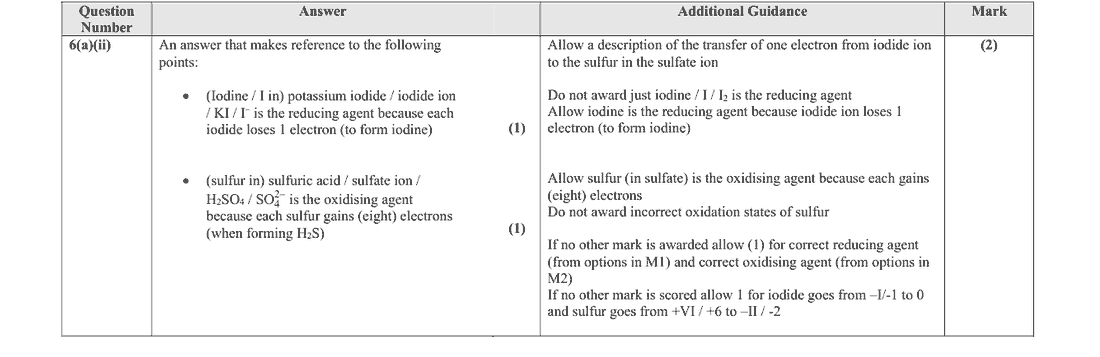 Question Number
Answer
Additional Guidance
Mark
6(a)(ii)
An answer that makes reference to the following
points:
• (Iodine / I in) potassium iodide / iodide ion
/ KI / I⁻ is the reducing agent because each
iodide loses 1 electron (to form iodine)
(1)
• (sulfur in) sulfuric acid / sulfate ion /
H₂SO₄ / SO₄²⁻ is the oxidising agent
because each sulfur gains (eight) electrons
(when forming H₂S)
(1)
Allow a description of the transfer of one electron from iodide ion
to the sulfur in the sulfate ion
Do not award just iodine / I / I₂ is the reducing agent
Allow iodine is the reducing agent because iodide ion loses 1
electron (to form iodine)
Allow sulfur (in sulfate) is the oxidising agent because each gains
(eight) electrons
Do not award incorrect oxidation states of sulfur
If no other mark is awarded allow (1) for correct reducing agent
(from options in M1) and correct oxidising agent (from options in
M2)
If no other mark is scored allow 1 for iodide goes from –I/-1 to 0
and sulfur goes from +VI / +6 to –II / -2
(2)